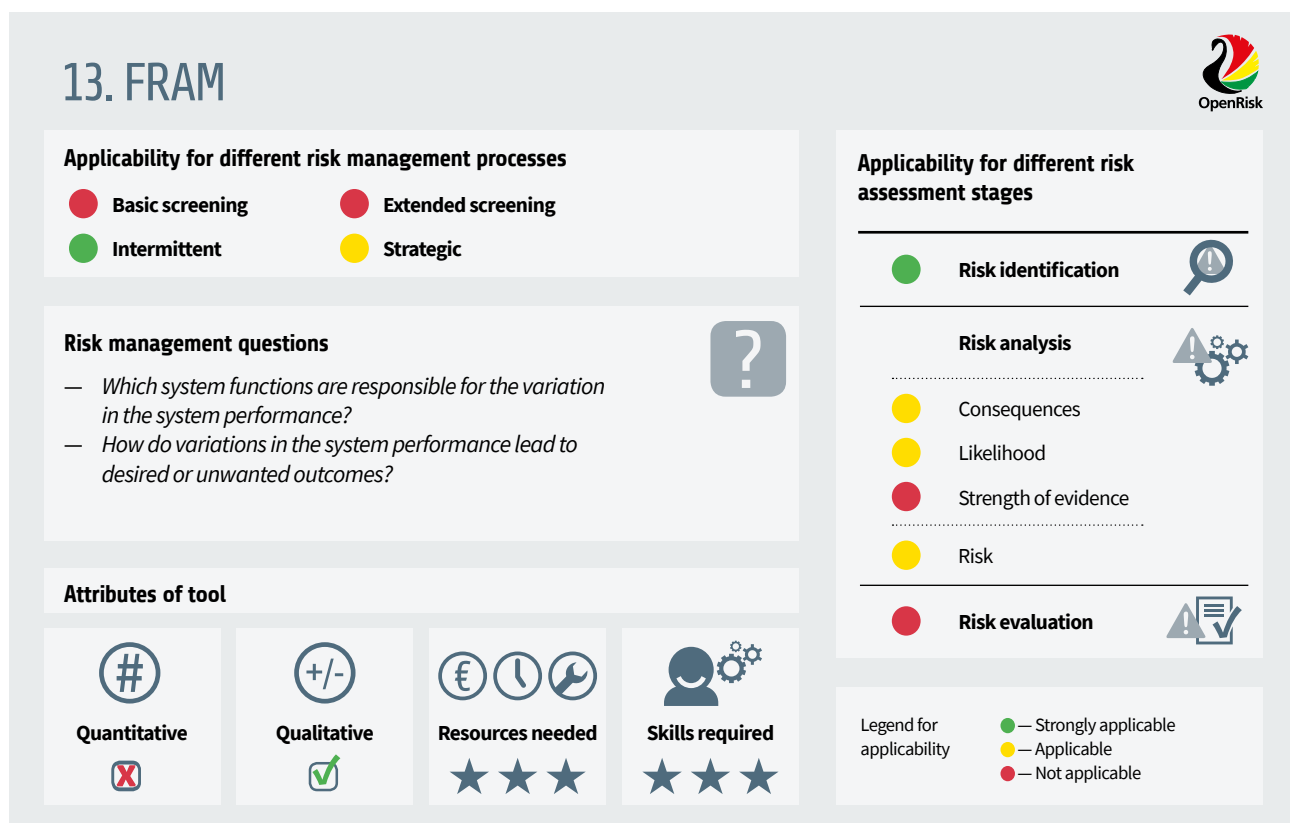 13. FRAM
OpenRisk
Applicability for different risk management processes
Basic screening
Extended screening
Intermittent
Strategic
Risk management questions
?
— Which system functions are responsible for the variation
in the system performance?
— How do variations in the system performance lead to
desired or unwanted outcomes?
Attributes of tool
#
Quantitative
X
+/-
Qualitative
€
Resources needed
Skills required
Applicability for different risk
assessment stages
Risk identification
!
Risk analysis
!
Consequences
Likelihood
Strength of evidence
Risk
Risk evaluation
!
Legend for
applicability
— Strongly applicable
— Applicable
— Not applicable